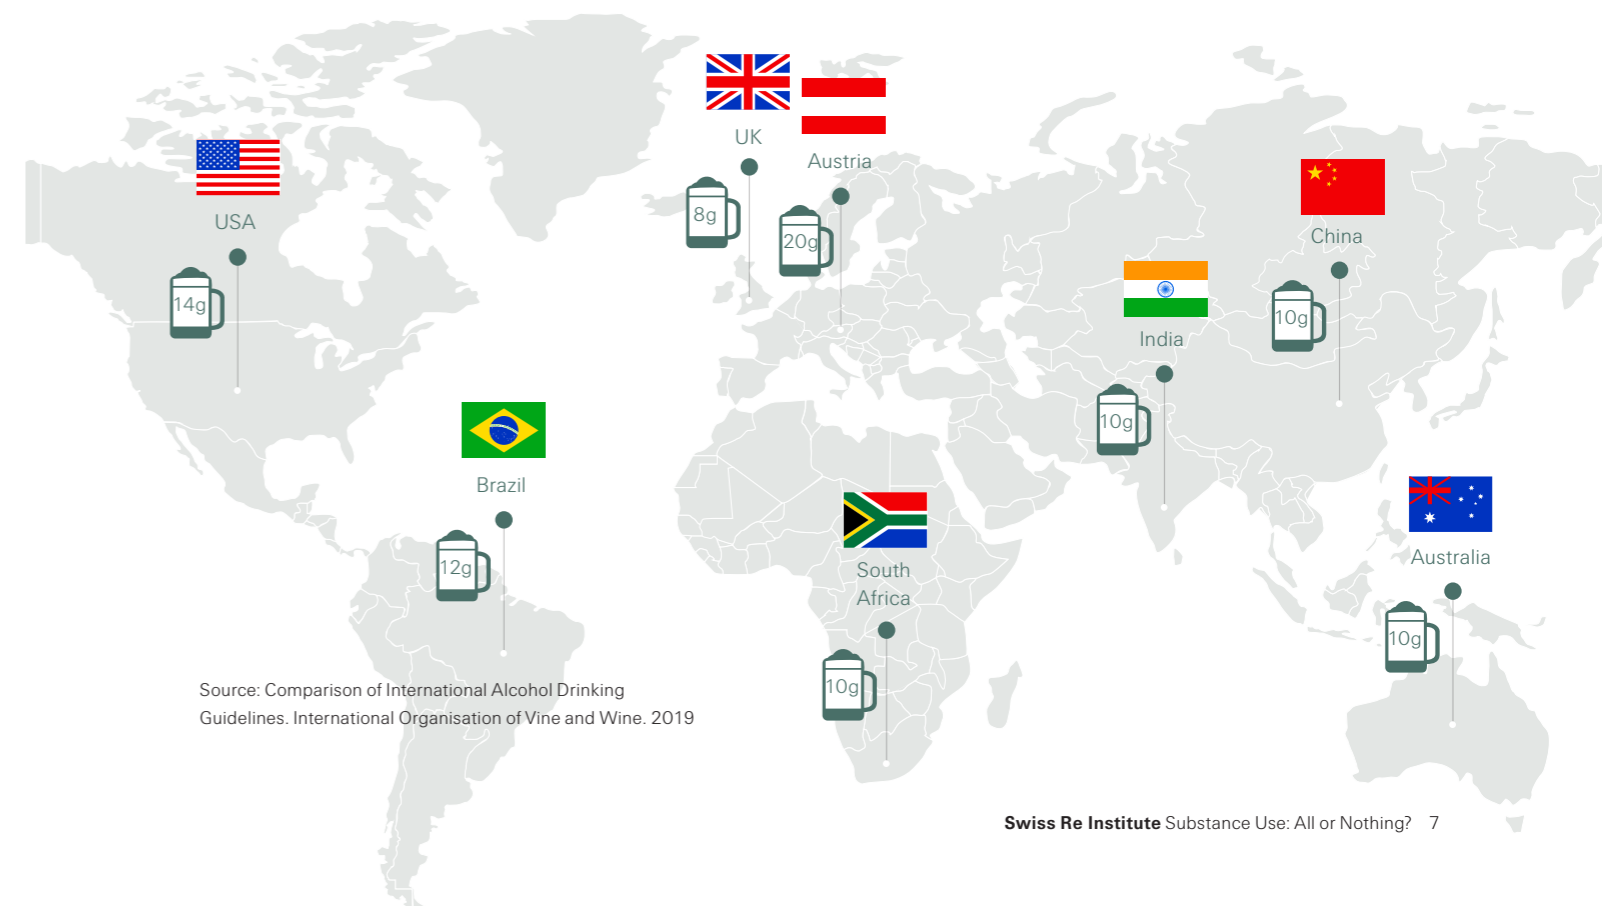 UK
Austria
8g
20g
USA
14g
China
10g
India
10g
Brazil
12g
South
Africa
10g
Australia
10g
Source: Comparison of International Alcohol Drinking
Guidelines. International Organisation of Vine and Wine. 2019
Swiss Re Institute Substance Use: All or Nothing? 7